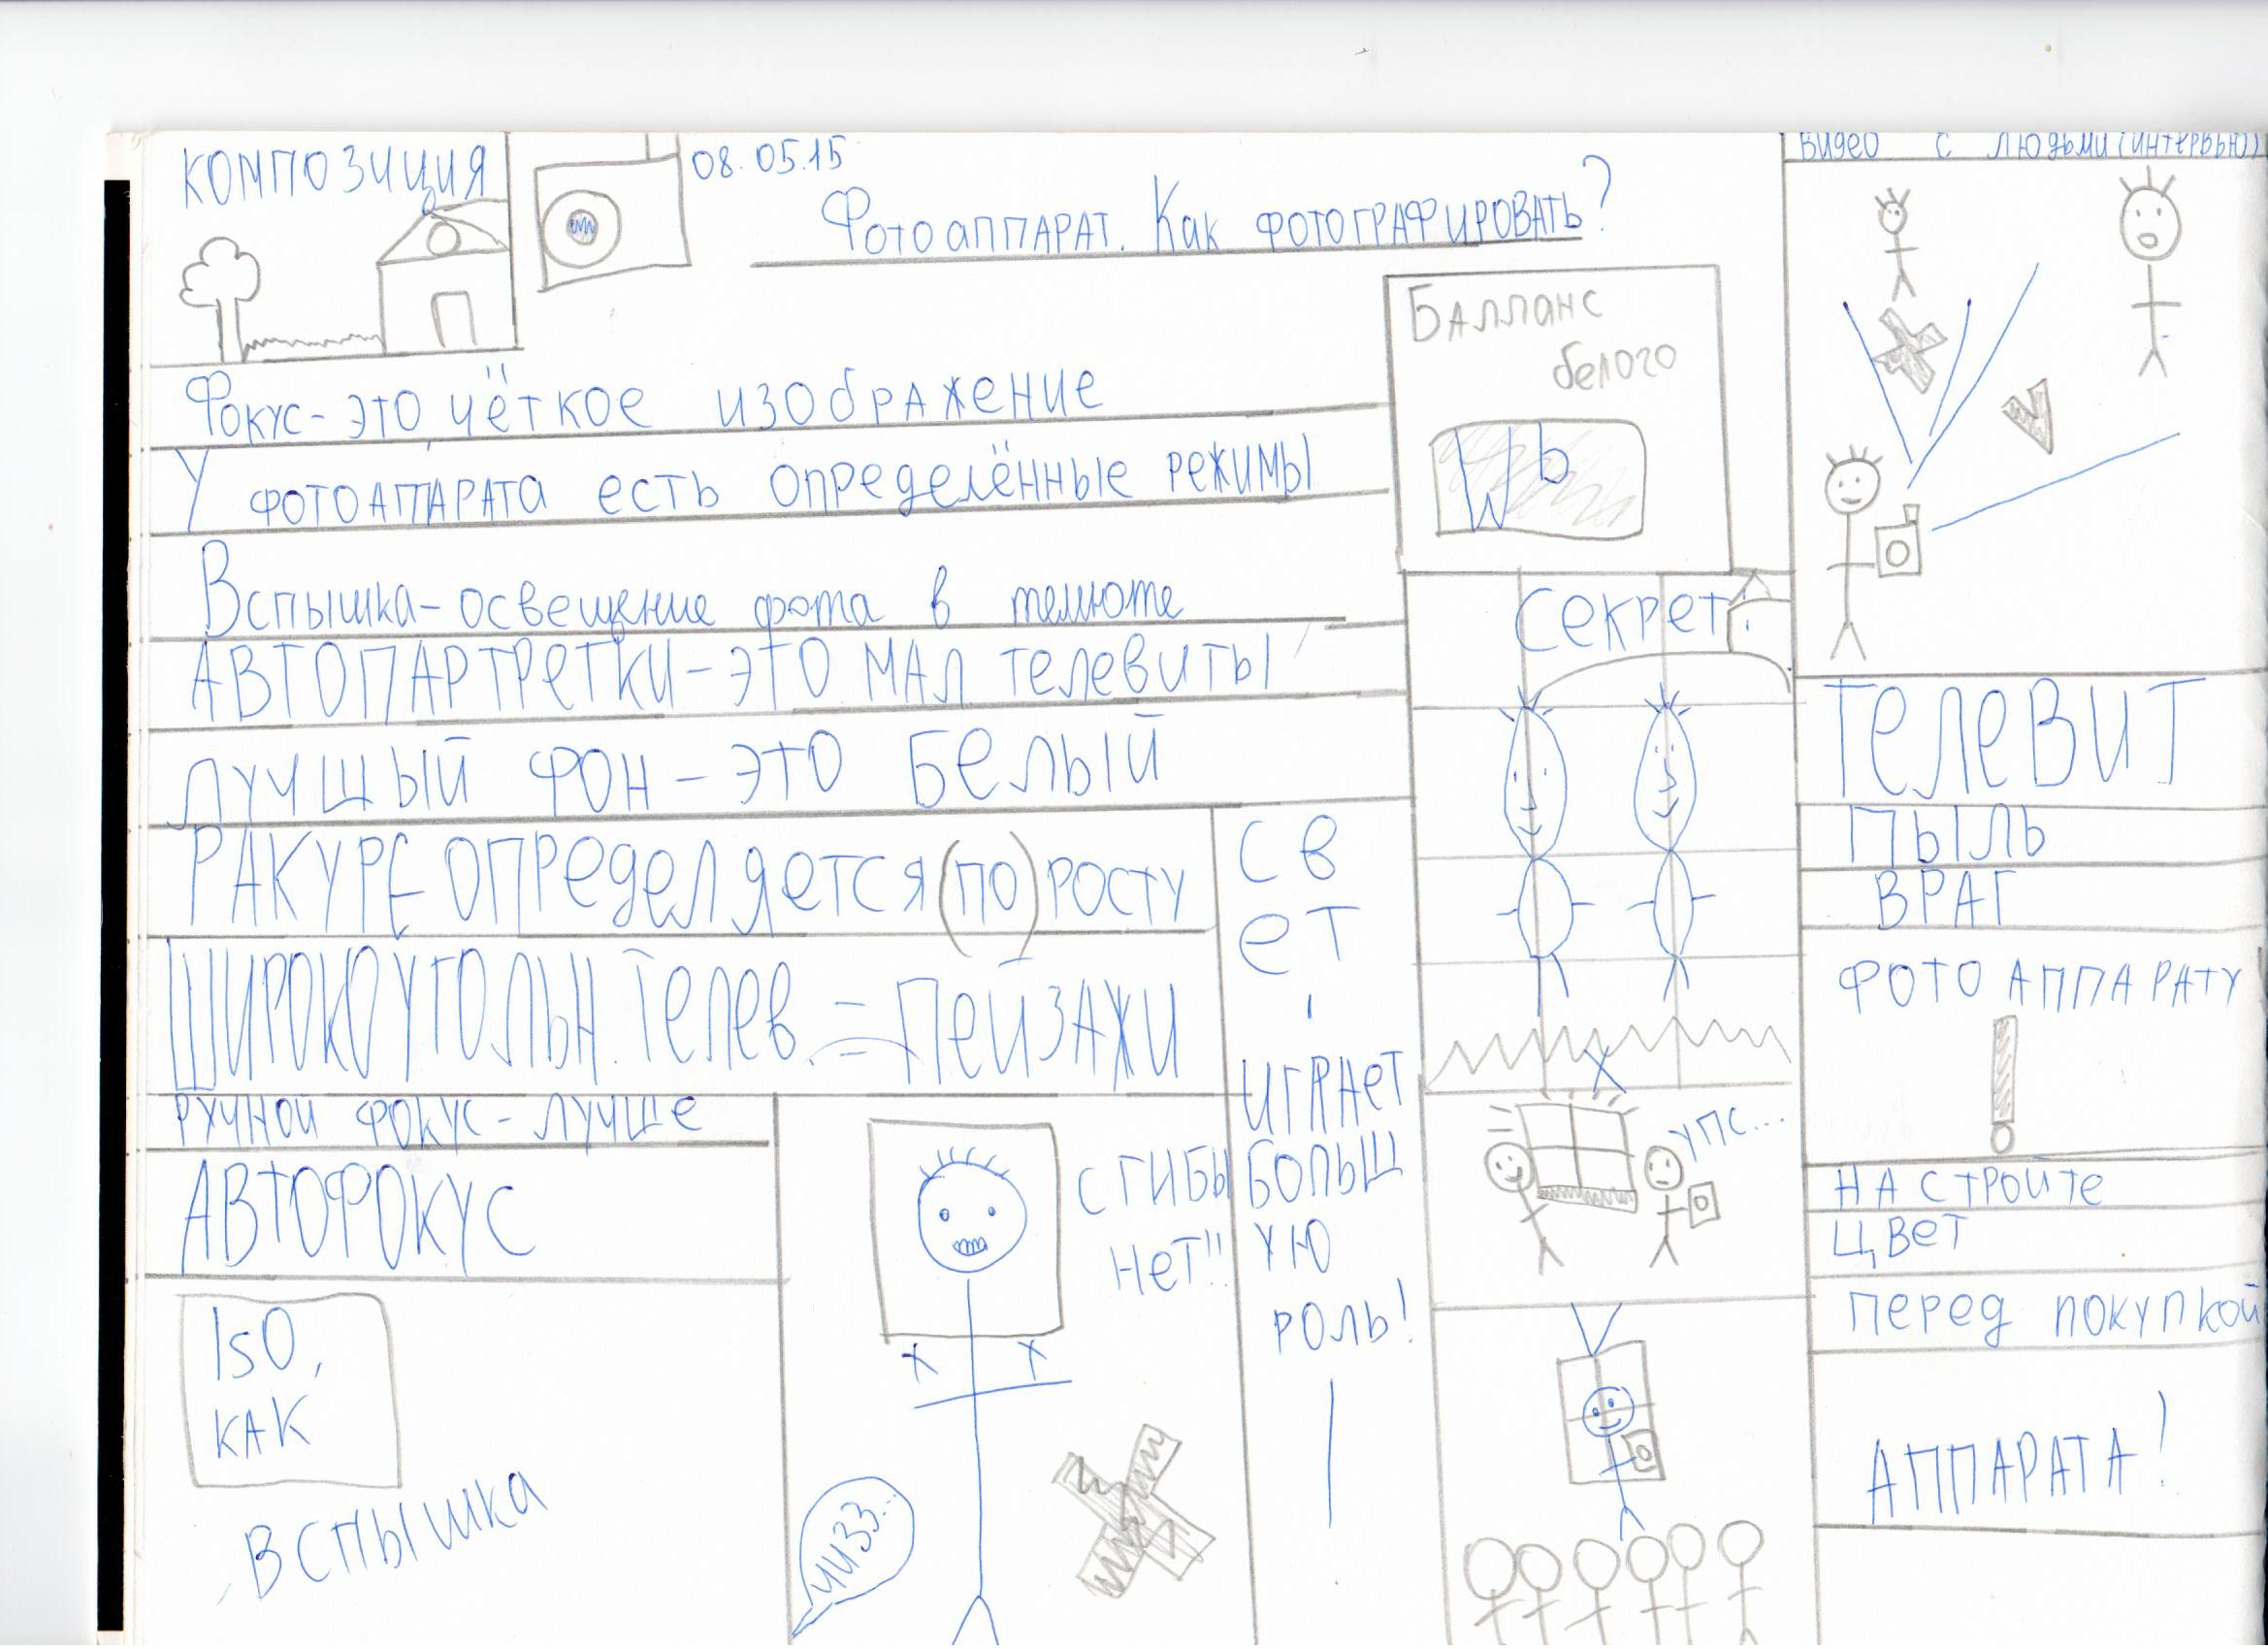 КОМПОЗИЦИЯ
08.05.15
Фотоаппарат. Как фотографировать?
Фокус - это чёткое изображение
У фотоаппарата есть определённые режимы
Вспышка - освещение фота в темноте
АВТОПАРТРЕТКИ - ЭТО МАЛ ТЕЛЕВИТЫ
ЛУЧШЫЙ ФОН - ЭТО БЕЛЫЙ
РАКУРС ОПРЕДЕЛЯЕТСЯ (ПО) РОСТУ
ШИРОКОУГОЛЬН. ТЕЛЕВ. = ПЕЙЗАЖИ
РУЧНОЙ ФОКУС - ЛУЧШЕ
АВТОФОКУС
ISO,
КАК
ВСПЫШКА
СГИБЫ
НЕТ!!
ЧИЗЗ...
СВ
ЕТ
ИГРАЕТ
БОЛЬШ
УЮ
РОЛЬ!
Балланс
белого
Wb
СЕКРЕТ!
УПС...
ВИДЕО С ЛЮДЬМИ (ИНТЕРВЬЮ)
ТЕЛЕВИТ
ПЫЛЬ
ВРАГ
ФОТОАППАРАТУ
!
НАСТРОЙТЕ
ЦВЕТ
ПЕРЕД ПОКУПКОЙ
АППАРАТА!